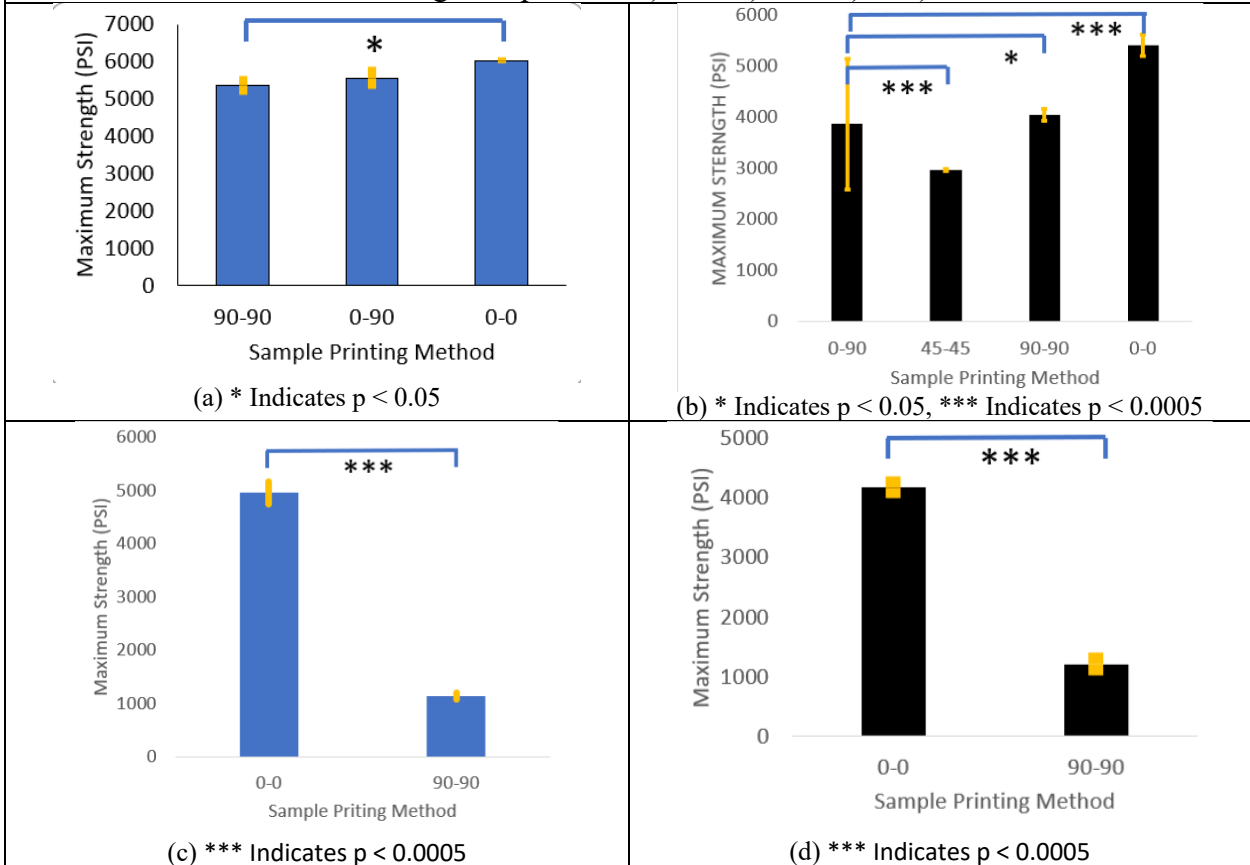 7000
6000
5000
4000
3000
2000
1000
0
Maximum Strength (PSI)
*
90-90 0-90 0-0
Sample Printing Method
(a) * Indicates p < 0.05
6000
5000
4000
3000
2000
1000
0
MAXIMUM STERNGTH (PSI)
***
*
***
0-90 45-45 90-90 0-0
Sample Printing Method
(b) * Indicates p < 0.05, *** Indicates p < 0.0005
6000
5000
4000
3000
2000
1000
0
Maximum Strength (PSI)
***
0-0 90-90
Sample Priting Method
(c) *** Indicates p < 0.0005
5000
4000
3000
2000
1000
0
Maximum Strength (PSI)
***
0-0 90-90
Sample Printing Method
(d) *** Indicates p < 0.0005